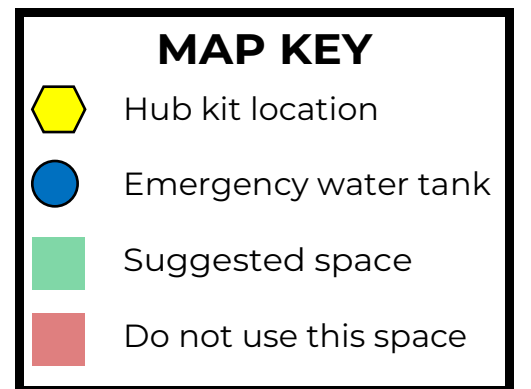 MAP KEY
Hub kit location
Emergency water tank
Suggested space
Do not use this space